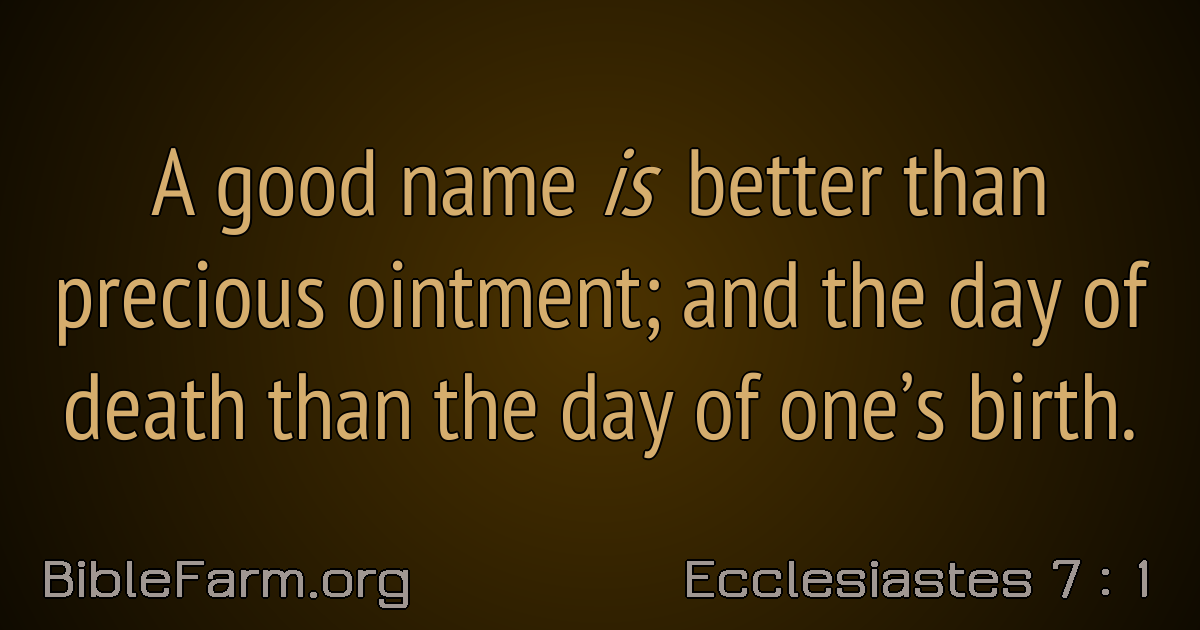 A good name is better than
precious ointment; and the day of
death than the day of one’s birth.
BibleFarm.org
Ecclesiastes 7 : 1